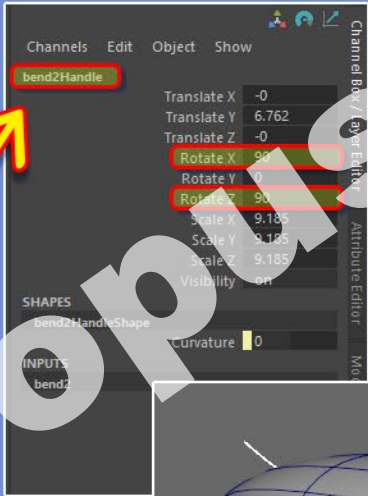 Channels Edit Object Show
bend2Handle
Translate X -0
Translate Y 6.762
Translate Z -0
Rotate X 90
Rotate Y 0
Rotate Z 90
Scale X 9.185
Scale Y 9.185
Scale Z 9.185
Visibility on
SHAPES
bend2HandleShape
Curvature 0
INPUTS
bend2
Channel Box / Layer Editor
Attribute Editor
opus